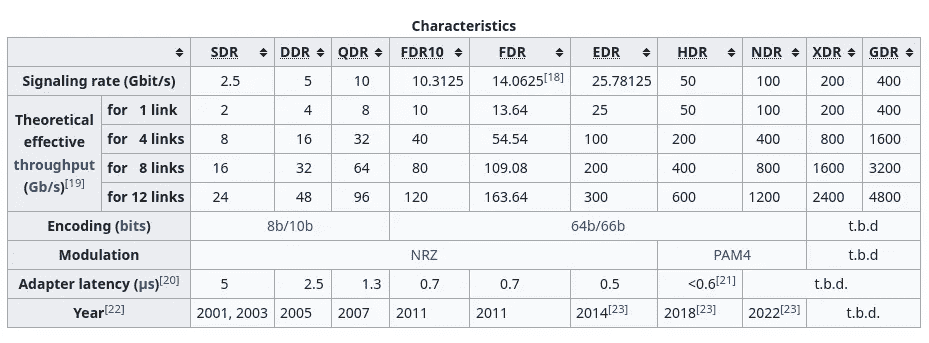 Characteristics
SDR DDR QDR FDR10 FDR EDR HDR NDR XDR GDR
Signaling rate (Gbit/s) 2.5 5 10 10.3125 14.0625[18] 25.78125 50 100 200 400
Theoretical effective throughput (Gb/s)[19]
for 1 link 2 4 8 10 13.64 25 50 100 200 400
for 4 links 8 16 32 40 54.54 100 200 400 800 1600
for 8 links 16 32 64 80 109.08 200 400 800 1600 3200
for 12 links 24 48 96 120 163.64 300 600 1200 2400 4800
Encoding (bits) 8b/10b 64b/66b t.b.d
Modulation NRZ PAM4 t.b.d
Adapter latency (μs)[20] 5 2.5 1.3 0.7 0.7 0.5 <0.6[21] t.b.d.
Year[22] 2001, 2003 2005 2007 2011 2011 2014[23] 2018[23] 2022[23] t.b.d.